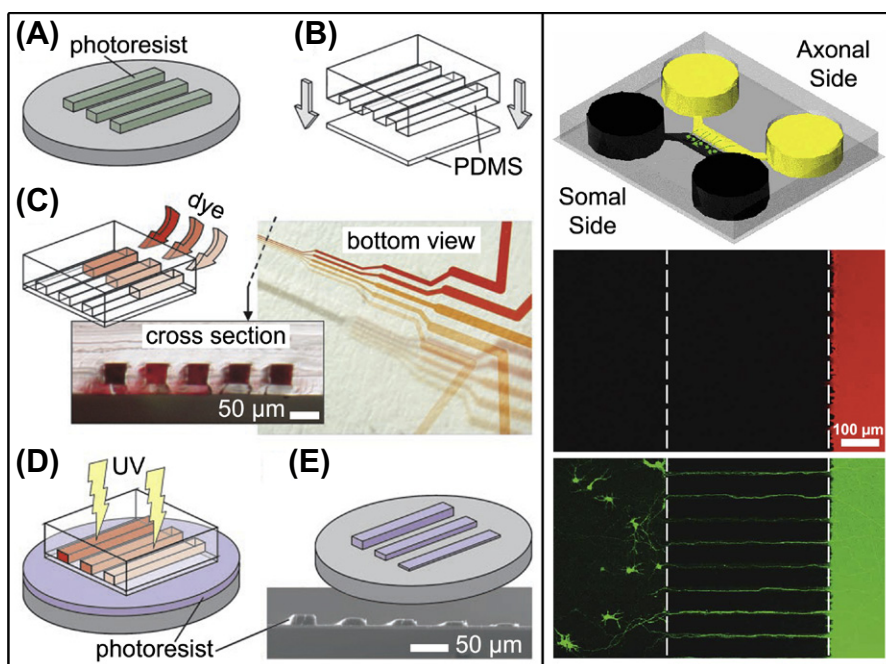 (A)
photoresist
(B)
PDMS
(C)
dye
bottom view
cross section
50 µm
(D)
UV
photoresist
(E)
50 µm
Axonal
Side
Somal
Side
100 µm